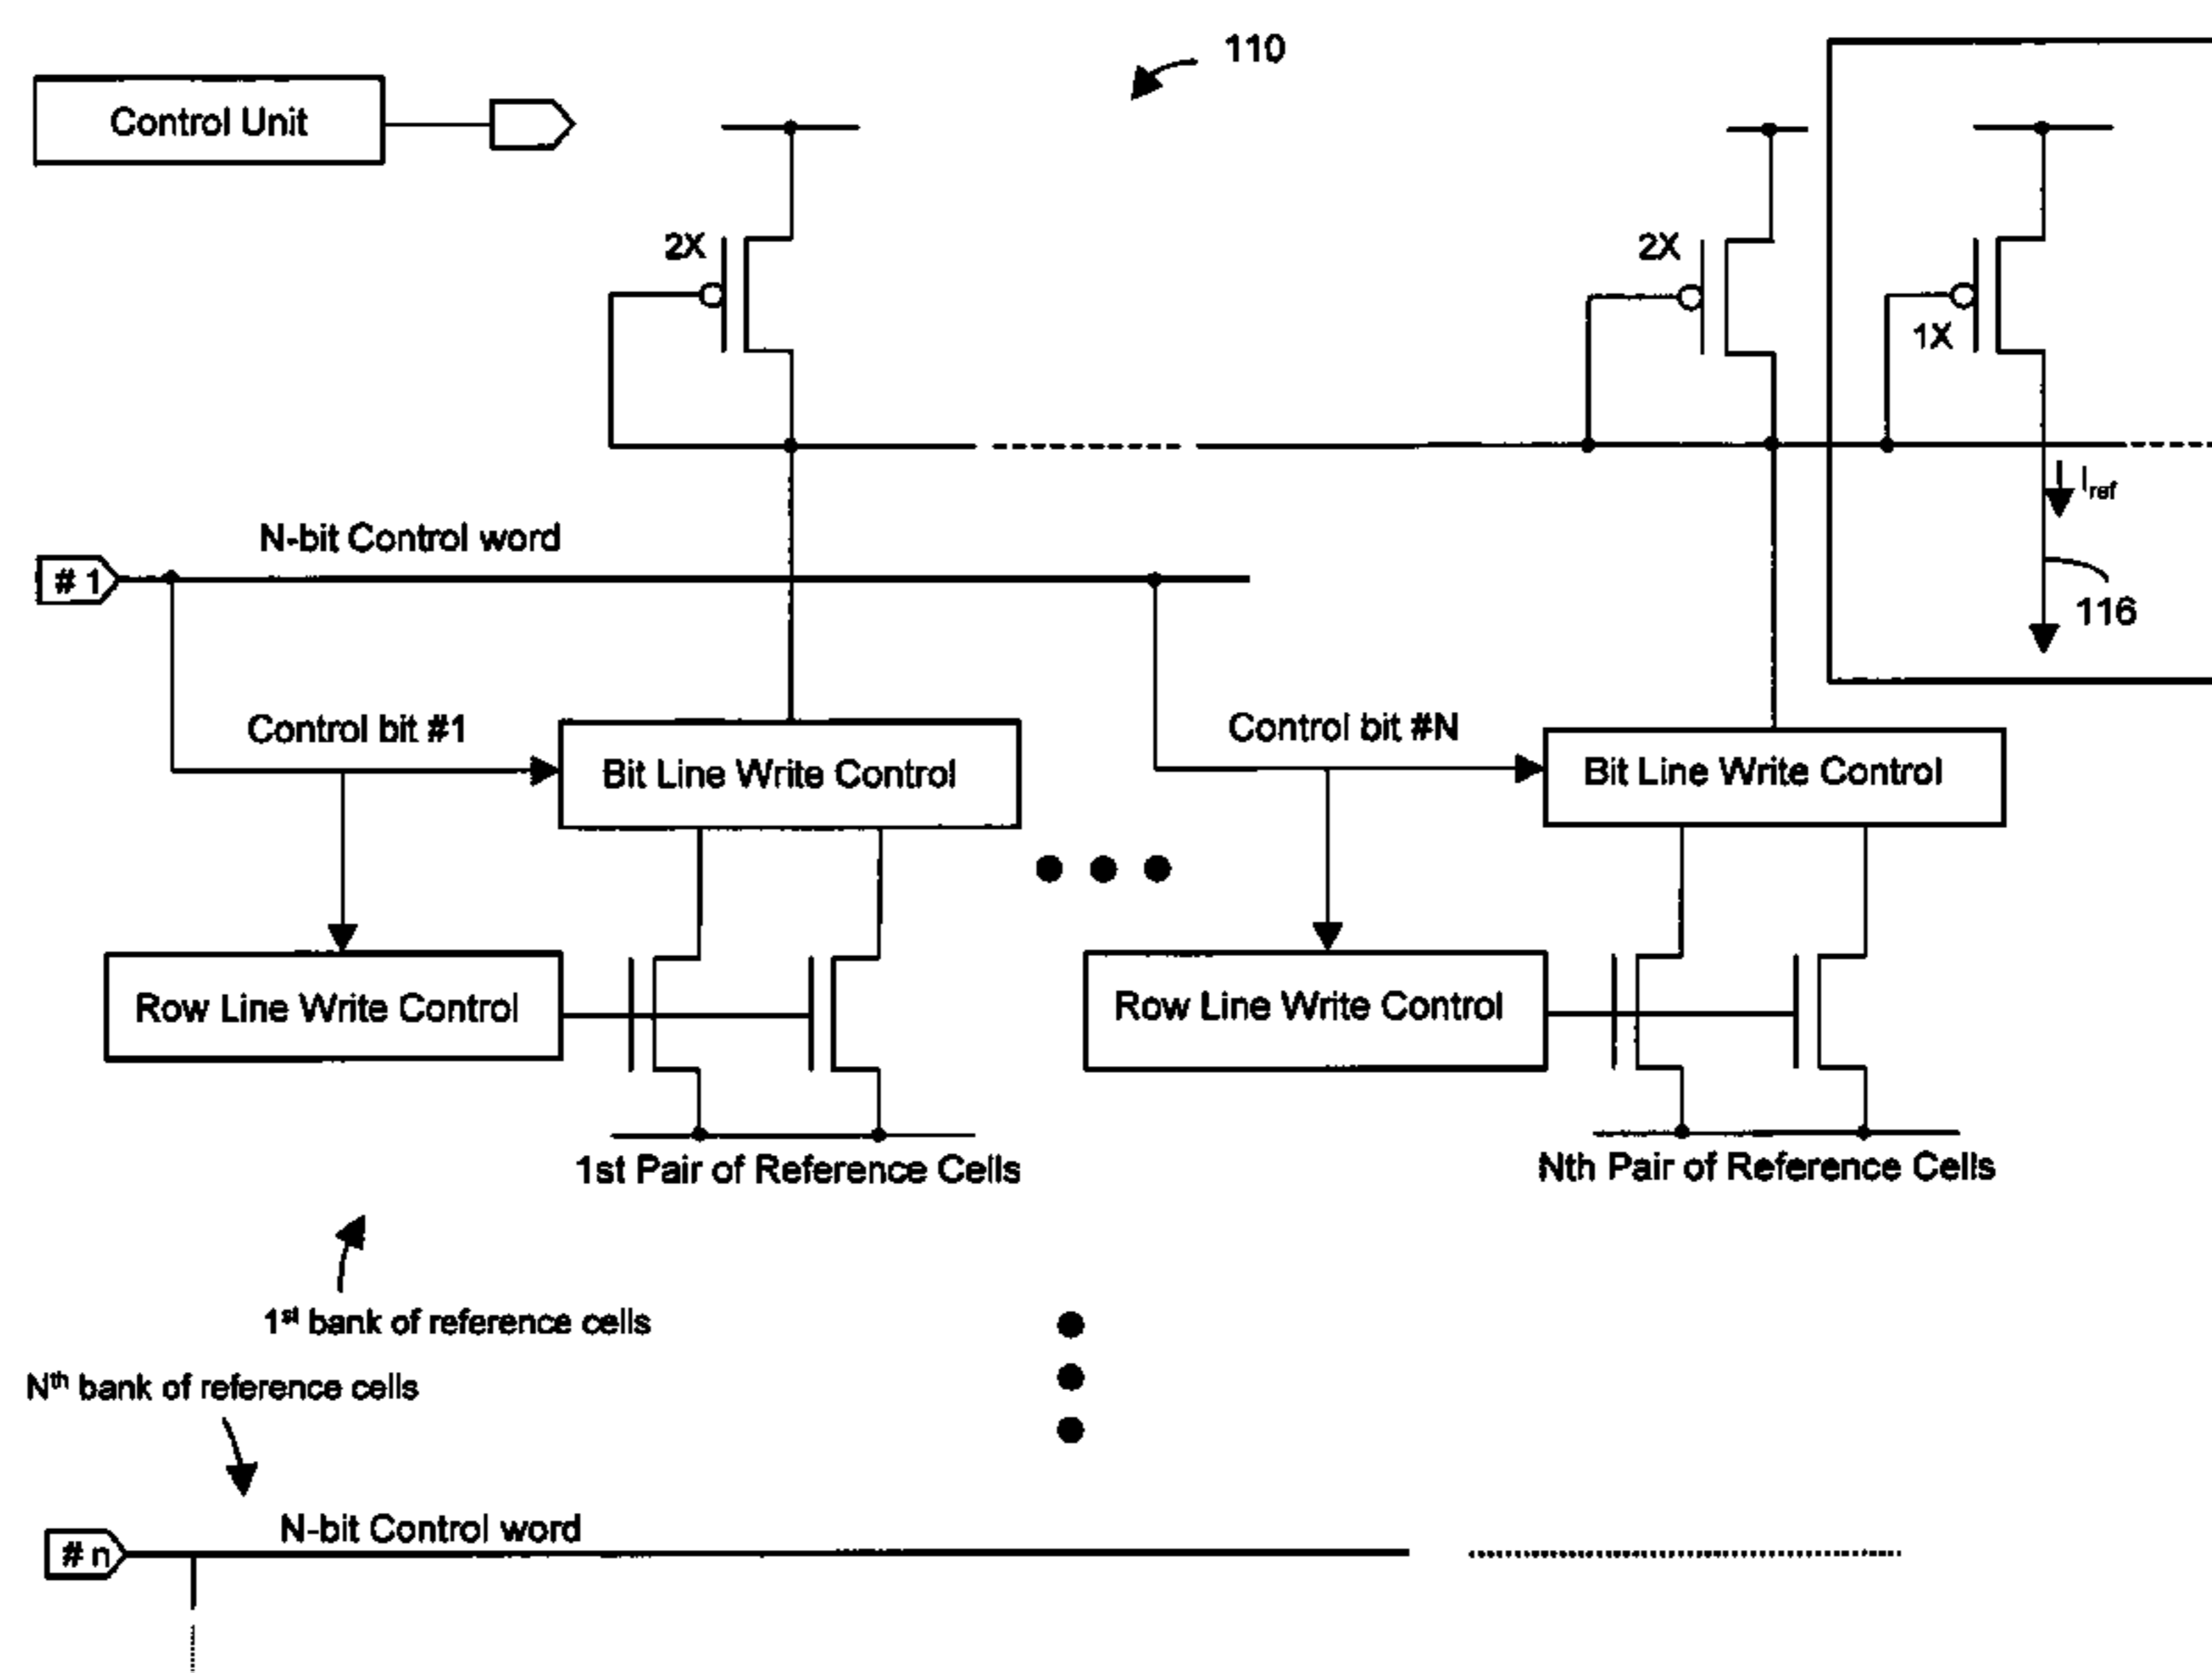 110
Control Unit
2X
2X
1X
I_ref
N-bit Control word
# 1
116
Control bit #1
Control bit #N
Bit Line Write Control
Bit Line Write Control
Row Line Write Control
Row Line Write Control
1st Pair of Reference Cells
Nth Pair of Reference Cells
1st bank of reference cells
Nth bank of reference cells
N-bit Control word
# n